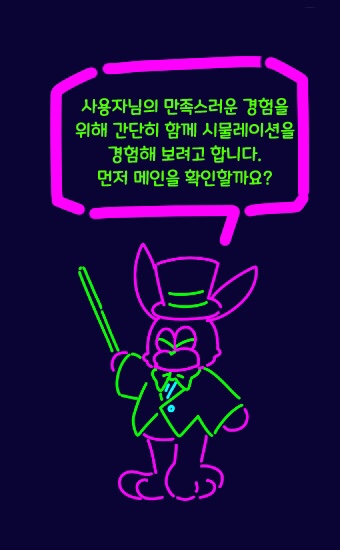 사용자님의 만족스러운 경험을
위해 간단히 함께 시뮬레이션을
경험해 보려고 합니다.
먼저 메인을 확인할까요?